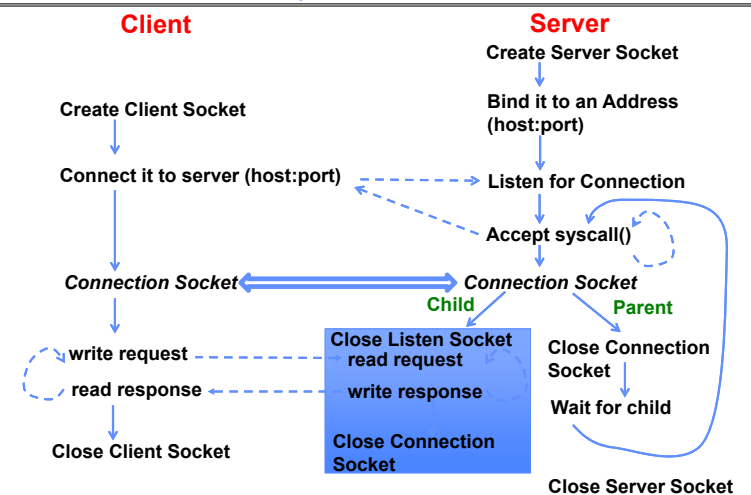 Client
Server
Create Server Socket
Create Client Socket
Bind it to an Address
(host:port)
Connect it to server (host:port)
Listen for Connection
Accept syscall()
Connection Socket
Connection Socket
Child
Parent
write request
read response
Close Client Socket
Close Listen Socket
read request
write response
Close Connection
Socket
Close Connection
Socket
Wait for child
Close Server Socket